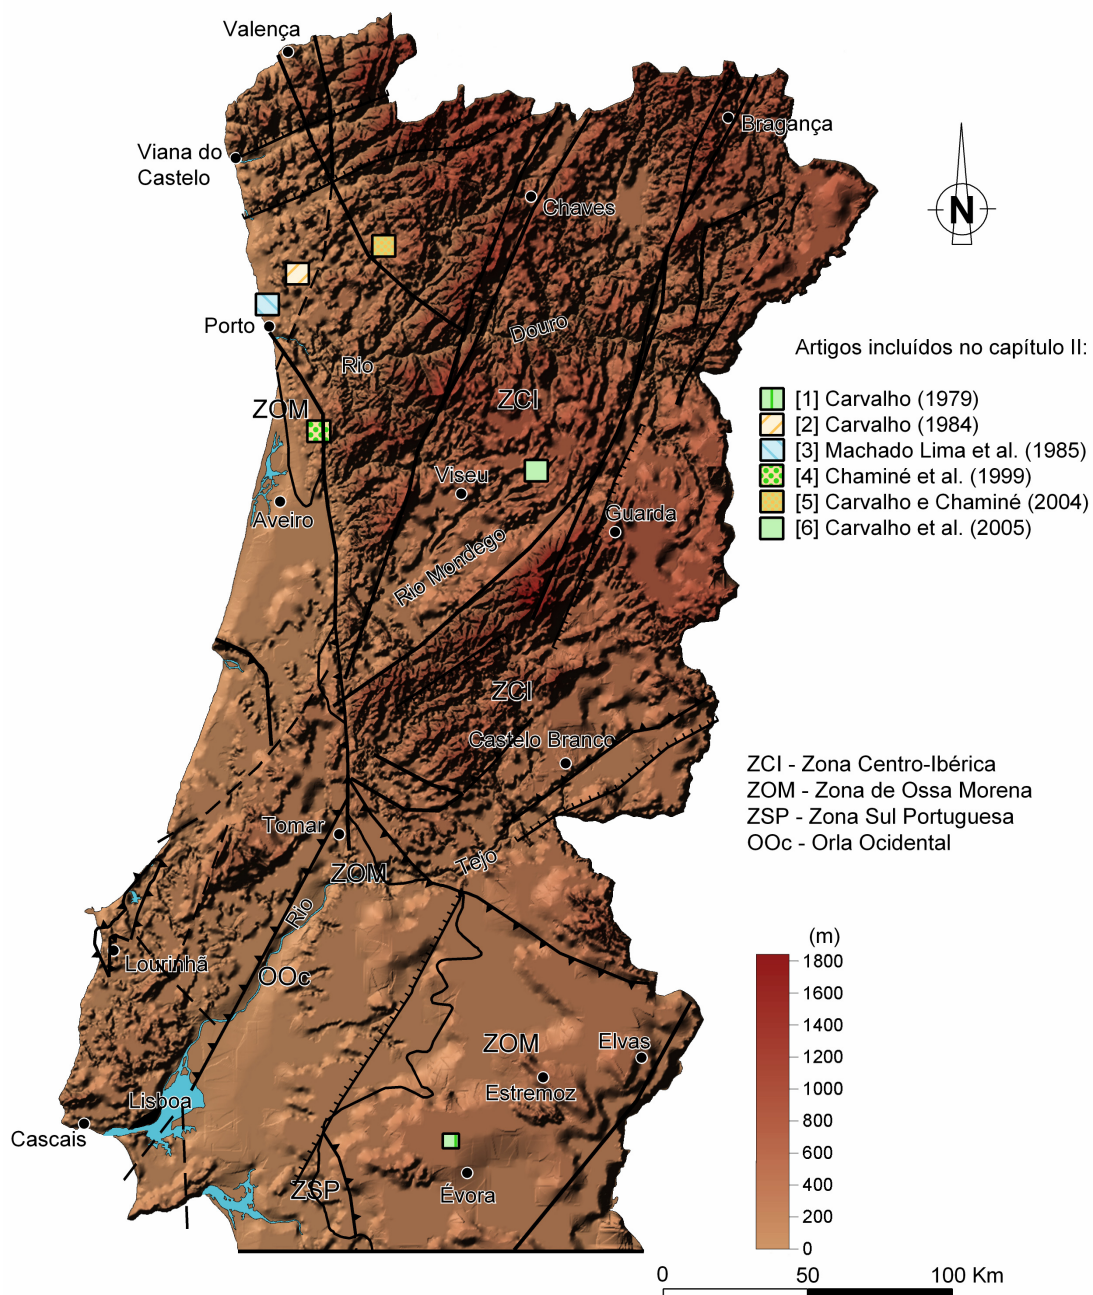 Valença
Bragança
Viana do
Castelo
Chaves
N
Porto
Douro
Rio
Artigos incluídos no capítulo II:
ZCI
[1] Carvalho (1979)
ZOM
[2] Carvalho (1984)
[3] Machado Lima et al. (1985)
[4] Chaminé et al. (1999)
[5] Carvalho e Chaminé (2004)
[6] Carvalho et al. (2005)
Viseu
Aveiro
Guarda
Rio Mondego
ZCI
Castelo Branco
ZCI - Zona Centro-Ibérica
ZOM - Zona de Ossa Morena
ZSP - Zona Sul Portuguesa
OOc - Orla Ocidental
Tomar
ZOM
Tejo
Rio
Lourinhã
OOc
(m)
1800
1600
1400
1200
1000
800
600
400
200
0
ZOM
Elvas
Estremoz
Lisboa
Cascais
ZSP
Évora
0 50 100 Km